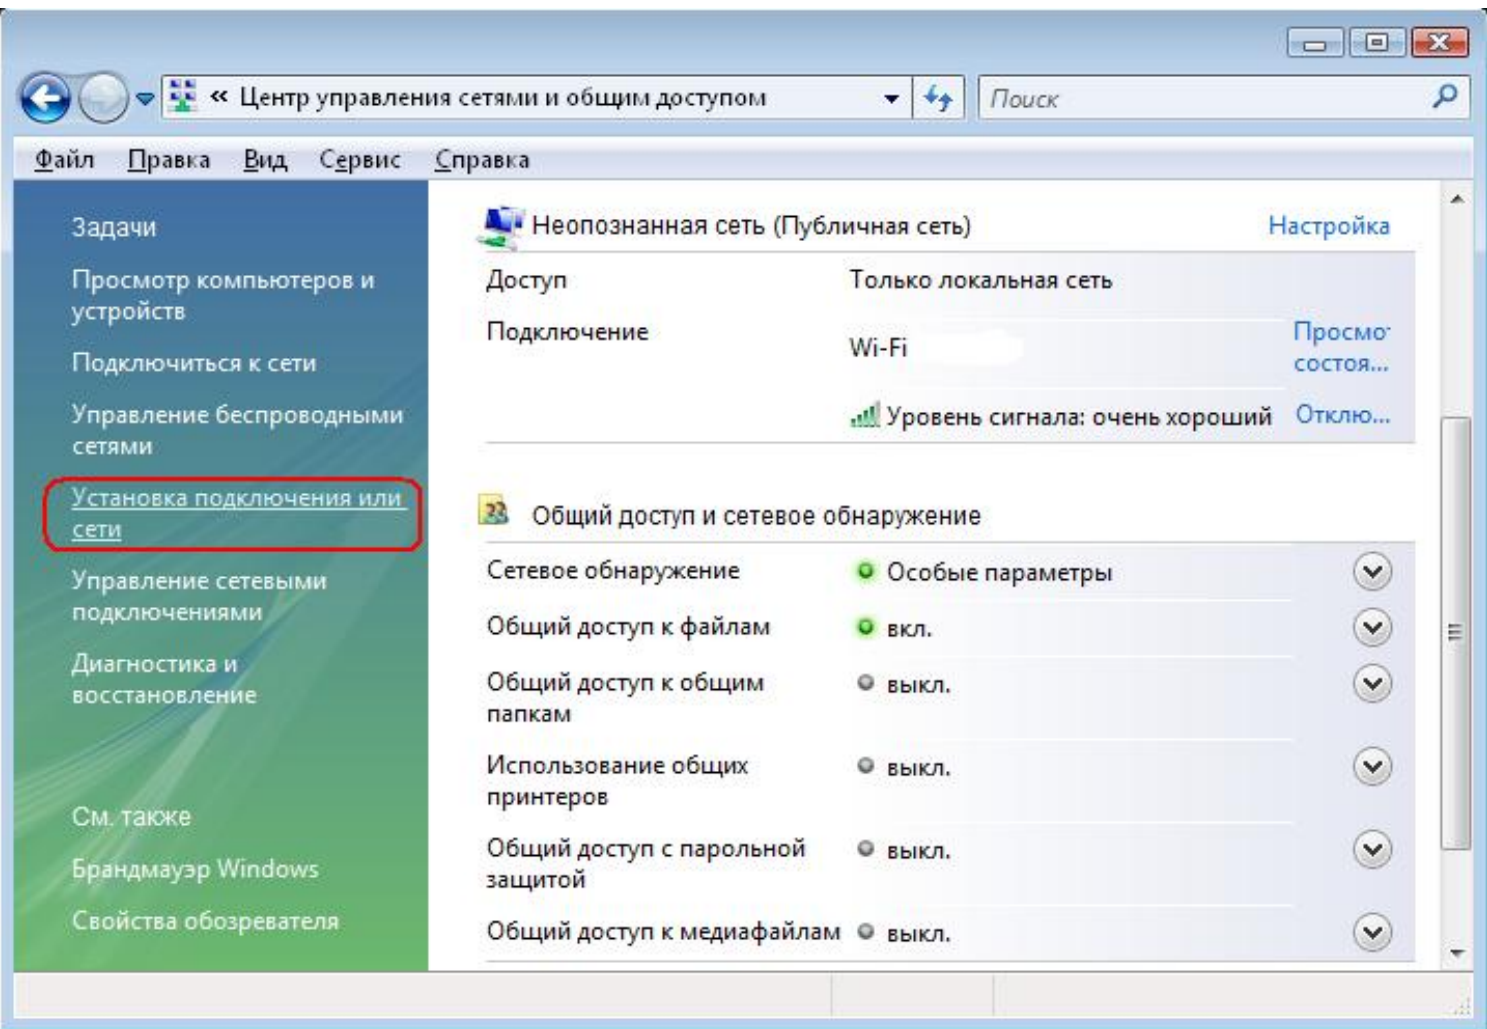 « Центр управления сетями и общим доступом
Поиск
Файл Правка Вид Сервис Справка
Задачи
Просмотр компьютеров и
устройств
Подключиться к сети
Управление беспроводными
сетями
Установка подключения или
сети
Управление сетевыми
подключениями
Диагностика и
восстановление
См. также
Брандмауэр Windows
Свойства обозревателя
Неопознанная сеть (Публичная сеть) Настройка
Доступ Только локальная сеть
Подключение Wi-Fi
Просмот
состоя...
Уровень сигнала: очень хороший Отклю...
Общий доступ и сетевое обнаружение
Сетевое обнаружение Особые параметры
Общий доступ к файлам вкл.
Общий доступ к общим
папкам
выкл.
Использование общих
принтеров
выкл.
Общий доступ с парольной
защитой
выкл.
Общий доступ к медиафайлам выкл.